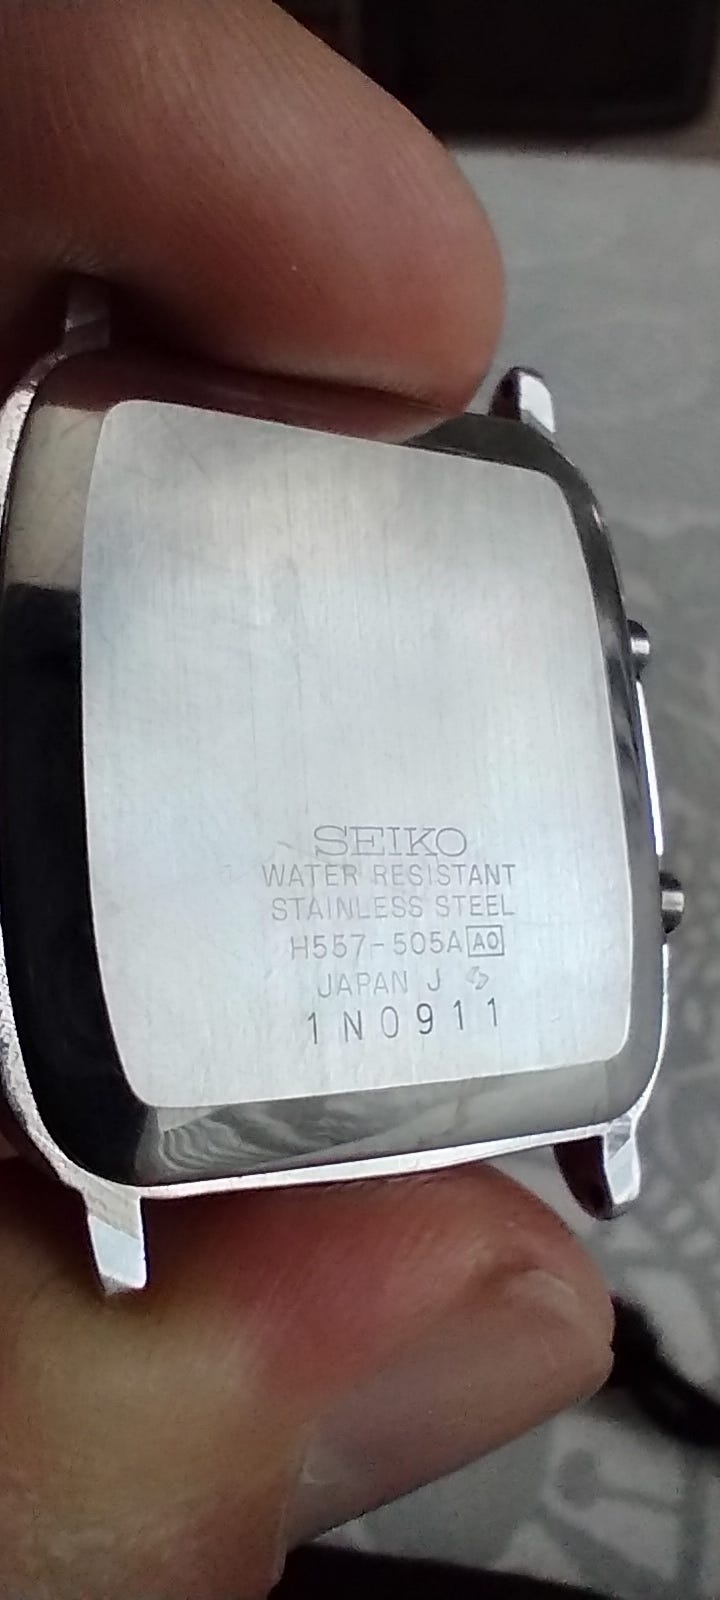 SEIKO
WATER RESISTANT
STAINLESS STEEL
H557-505A A0
JAPAN J
1N0911